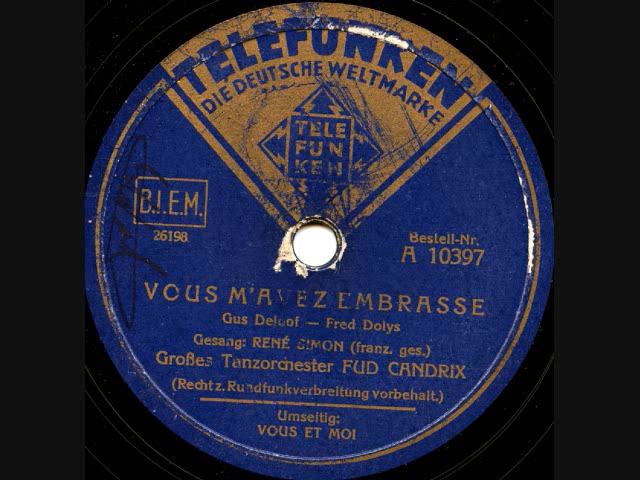 TELEFUNKEN
DIE DEUTSCHE WELTMARKE
TELE
FUN
KEN
B.I.E.M.
26198
Bestell-Nr.
A 10397
VOUS M'AVEZ EMBRASSE
Gus Deloof — Fred Dolys
Gesang: RENÉ SIMON (franz. ges.)
Großes Tanzorchester FUD CANDRIX
(Recht z. Rundfunkverbreitung vorbehalt.)
Umseitig:
VOUS ET MOI